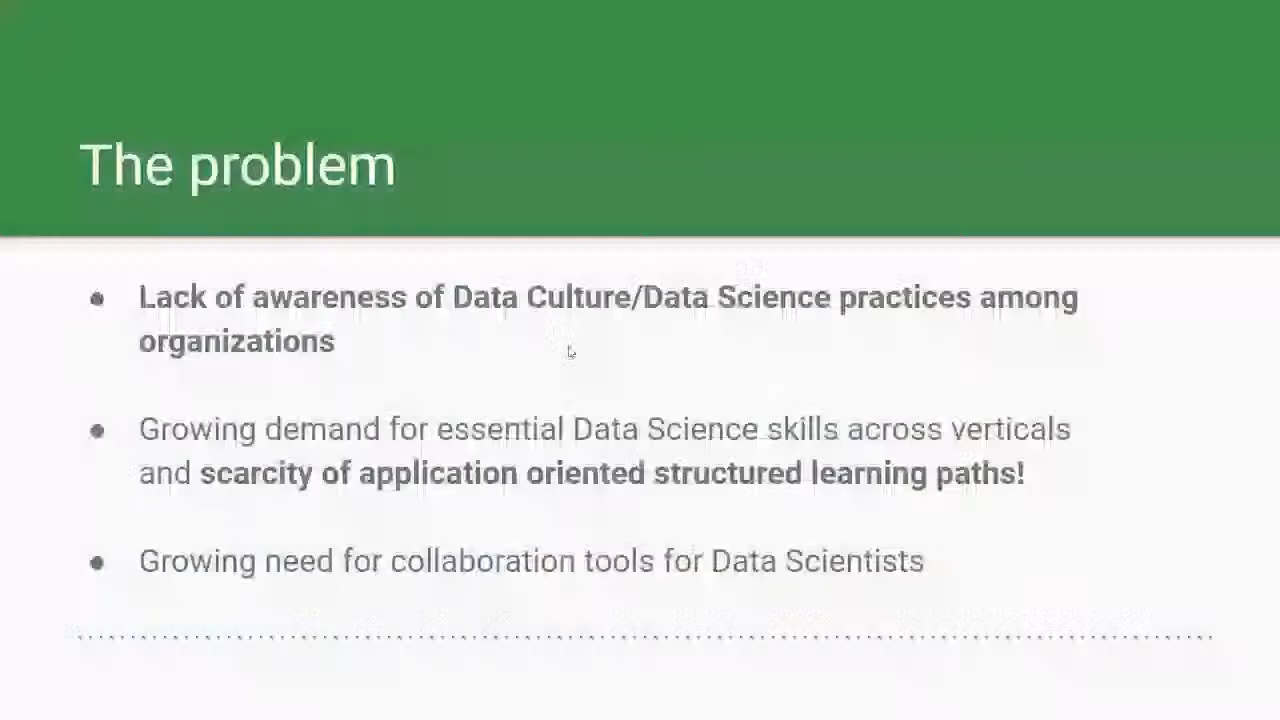 The problem
● Lack of awareness of Data Culture/Data Science practices among
organizations
● Growing demand for essential Data Science skills across verticals
and scarcity of application oriented structured learning paths!
● Growing need for collaboration tools for Data Scientists